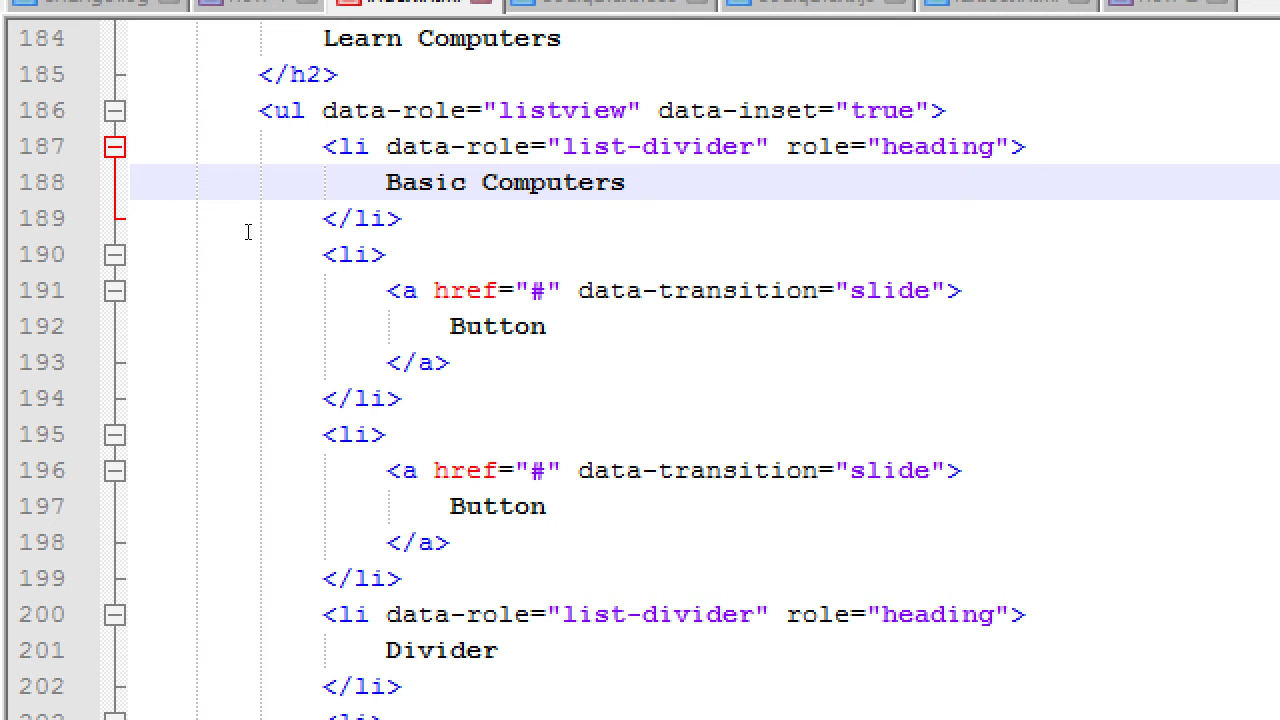 184 Learn Computers
185 </h2>
186 <ul data-role="listview" data-inset="true">
187 <li data-role="list-divider" role="heading">
188 Basic Computers
189 </li>
190 <li>
191 <a href="#" data-transition="slide">
192 Button
193 </a>
194 </li>
195 <li>
196 <a href="#" data-transition="slide">
197 Button
198 </a>
199 </li>
200 <li data-role="list-divider" role="heading">
201 Divider
202 </li>
203 <li>